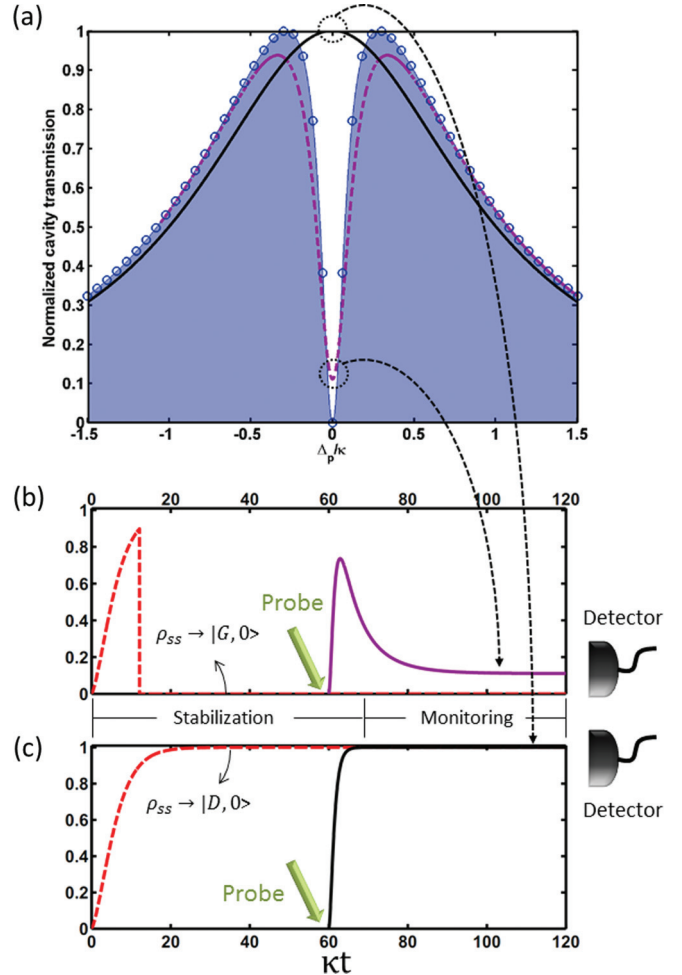 (a)
Normalized cavity transmission
1
0.9
0.8
0.7
0.6
0.5
0.4
0.3
0.2
0.1
0
-1.5 -1 -0.5 0 0.5 1 1.5
Δp/κ
(b)
0 20 40 60 80 100 120
1
0.8
0.6
0.4
0.2
0
Probe
ρss → |G, 0>
Detector
Stabilization Monitoring
(c)
1
0.8
0.6
0.4
0.2
0
ρss → |D, 0>
Probe
Detector
0 20 40 60 80 100 120
κt